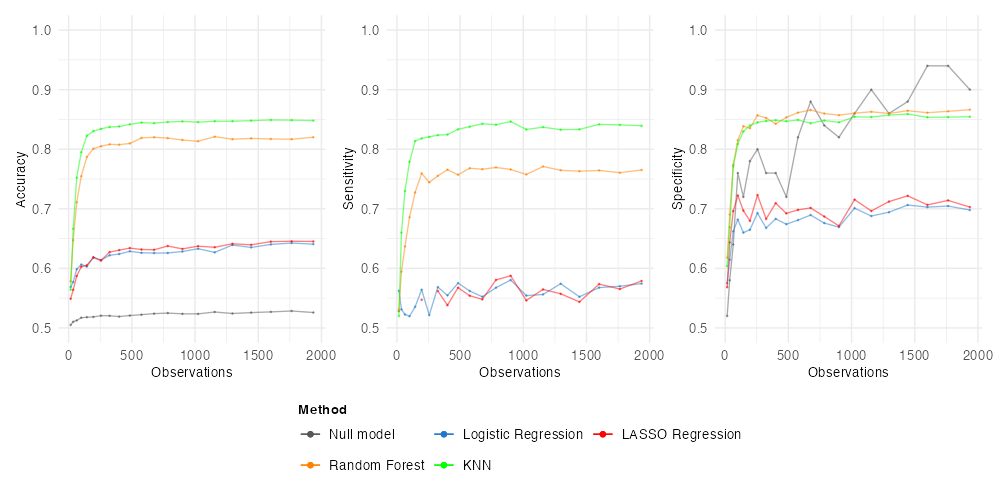 1.0
0.9
0.8
0.7
0.6
0.5
Accuracy
0 500 1000 1500 2000
Observations
1.0
0.9
0.8
0.7
0.6
0.5
Sensitivity
0 500 1000 1500 2000
Observations
1.0
0.9
0.8
0.7
0.6
0.5
Specificity
0 500 1000 1500 2000
Observations
Method
Null model Logistic Regression LASSO Regression
Random Forest KNN